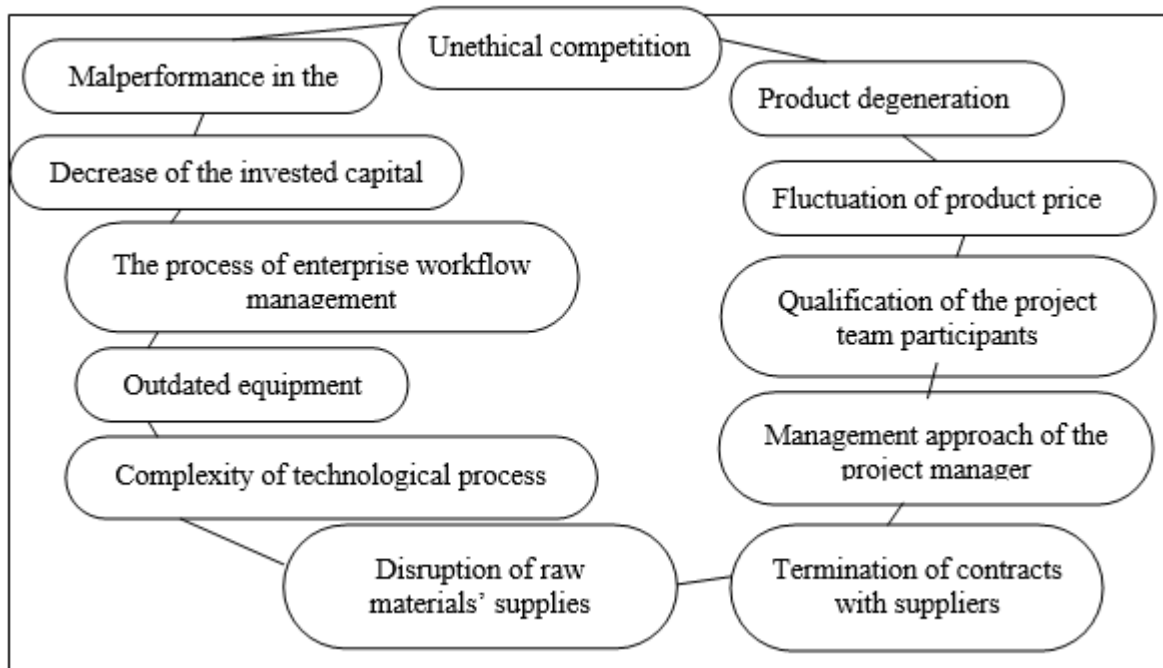 Unethical competition
Malperformance in the
Product degeneration
Decrease of the invested capital
Fluctuation of product price
The process of enterprise workflow
management
Qualification of the project
team participants
Outdated equipment
Management approach of the
project manager
Complexity of technological process
Disruption of raw
materials’ supplies
Termination of contracts
with suppliers